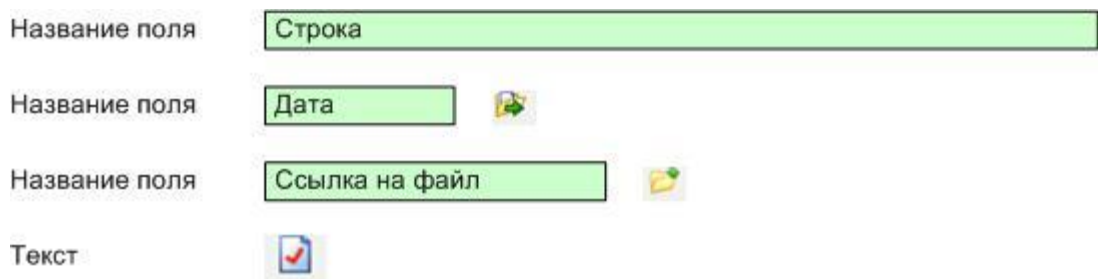 Название поля Строка
Название поля Дата
Название поля Ссылка на файл
Текст